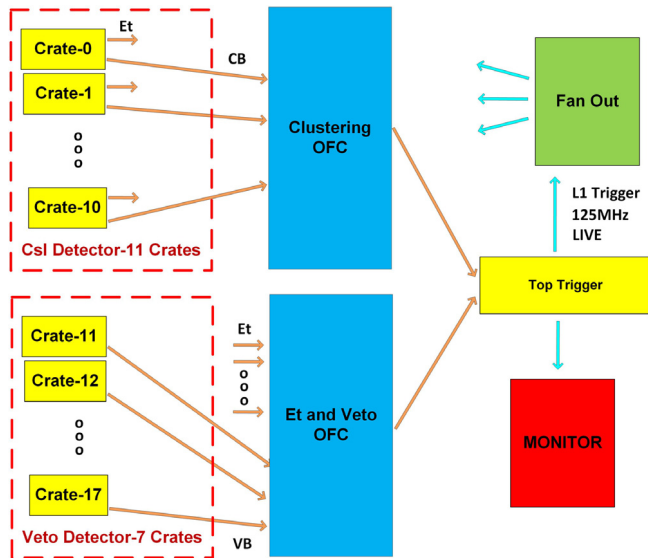 Et
Crate-0
CB
Crate-1
o
o
o
Crate-10
CsI Detector-11 Crates
Clustering
OFC
Fan Out
L1 Trigger
125MHz
LIVE
Top Trigger
Crate-11
Crate-12
o
o
o
Crate-17
Veto Detector-7 Crates
Et
o
o
o
VB
Et and Veto
OFC
MONITOR